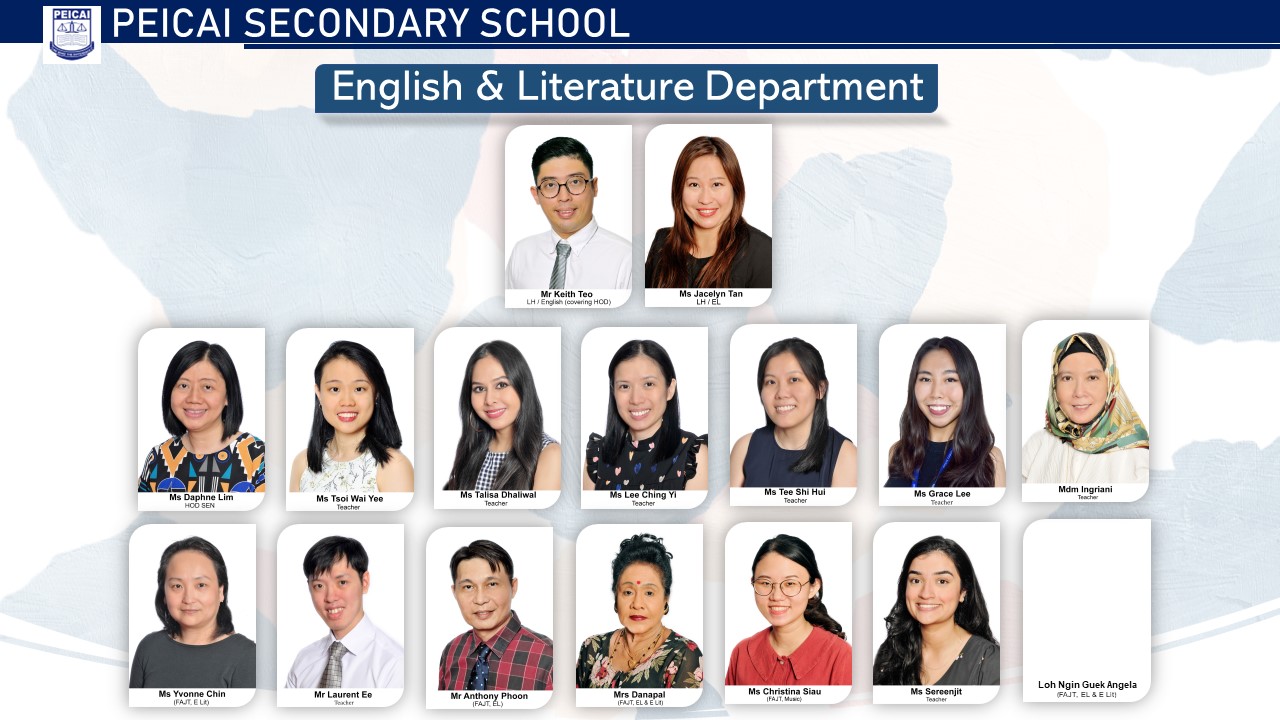 PEICAI
PEICAI SECONDARY SCHOOL
English & Literature Department
Mr Keith Teo
LH / English (covering HOD)
Ms Jacelyn Tan
LH / EL
Ms Daphne Lim
HOD SEN
Ms Tsoi Wai Yee
Teacher
Ms Talisa Dhaliwal
Teacher
Ms Lee Ching Yi
Teacher
Ms Tee Shi Hui
Teacher
Ms Grace Lee
Teacher
Mdm Ingriani
Teacher
Ms Yvonne Chin
(FAJT, E Lit)
Mr Laurent Ee
Teacher
Mr Anthony Phoon
(FAJT, EL)
Mrs Danapal
(FAJT, EL & E Lit)
Ms Christina Siau
(FAJT, Music)
Ms Sereenjit
Teacher
Loh Ngin Guek Angela
(FAJT, EL & E Lit)